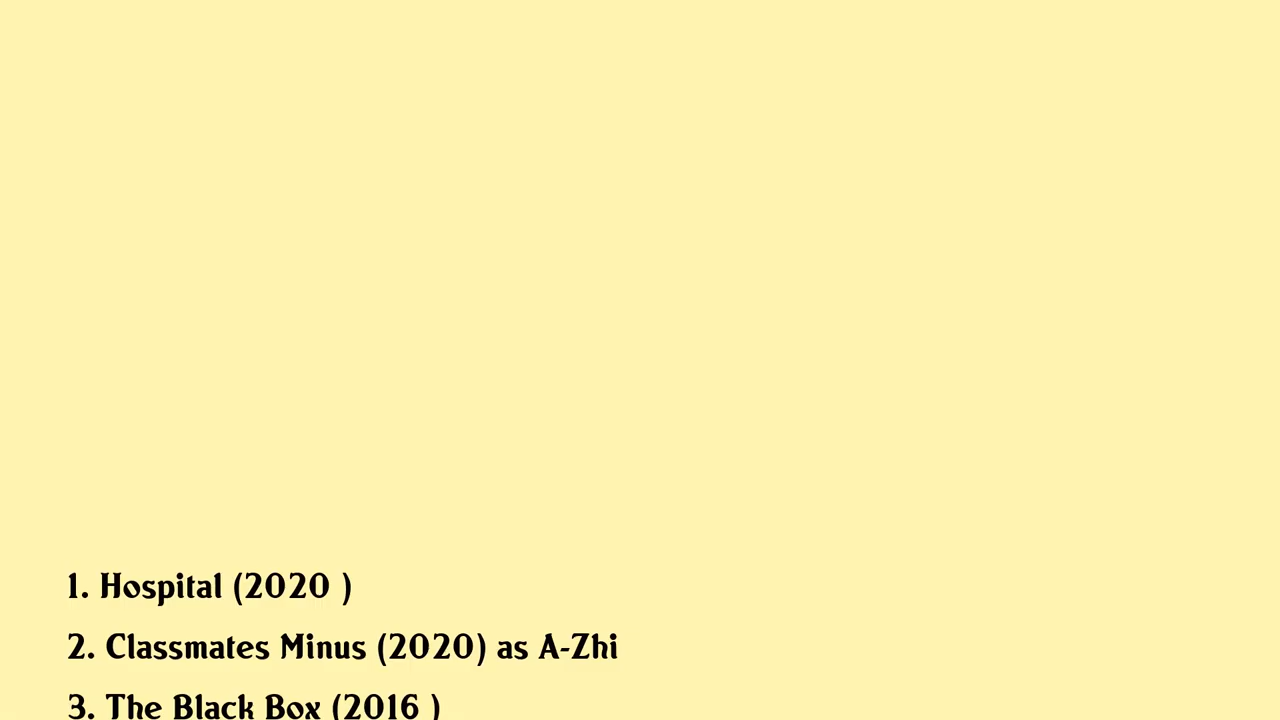 1. Hospital (2020 )
2. Classmates Minus (2020) as A-Zhi
3. The Black Box (2016 )